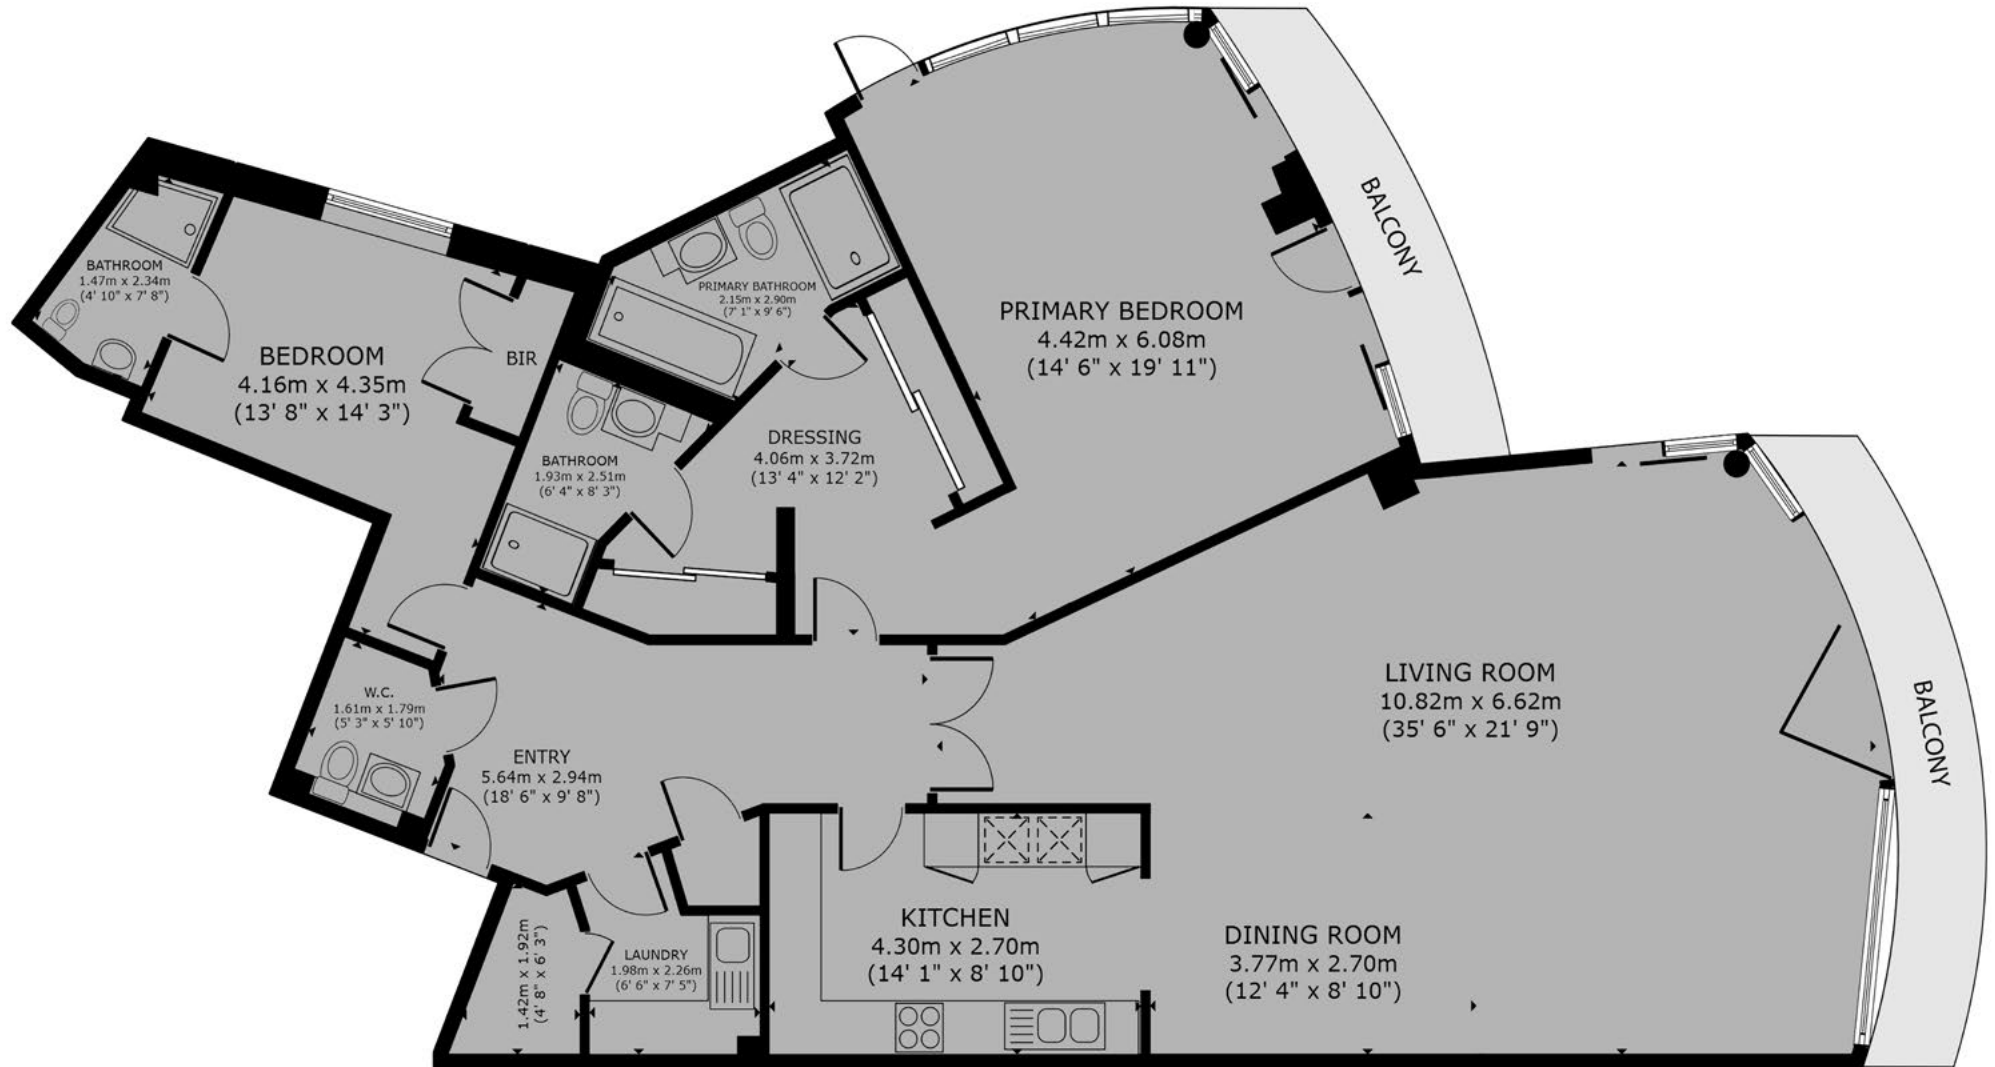 BALCONY
BATHROOM
1.47m x 2.34m
(4' 10" x 7' 8")
BEDROOM
4.16m x 4.35m
(13' 8" x 14' 3")
BIR
PRIMARY BATHROOM
2.15m x 2.90m
(7' 1" x 9' 6")
PRIMARY BEDROOM
4.42m x 6.08m
(14' 6" x 19' 11")
BATHROOM
1.93m x 2.51m
(6' 4" x 8' 3")
DRESSING
4.06m x 3.72m
(13' 4" x 12' 2")
W.C.
1.61m x 1.79m
(5' 3" x 5' 10")
ENTRY
5.64m x 2.94m
(18' 6" x 9' 8")
LIVING ROOM
10.82m x 6.62m
(35' 6" x 21' 9")
BALCONY
1.42m x 1.92m
(4' 8" x 6' 3")
LAUNDRY
1.98m x 2.26m
(6' 6" x 7' 5")
KITCHEN
4.30m x 2.70m
(14' 1" x 8' 10")
DINING ROOM
3.77m x 2.70m
(12' 4" x 8' 10")